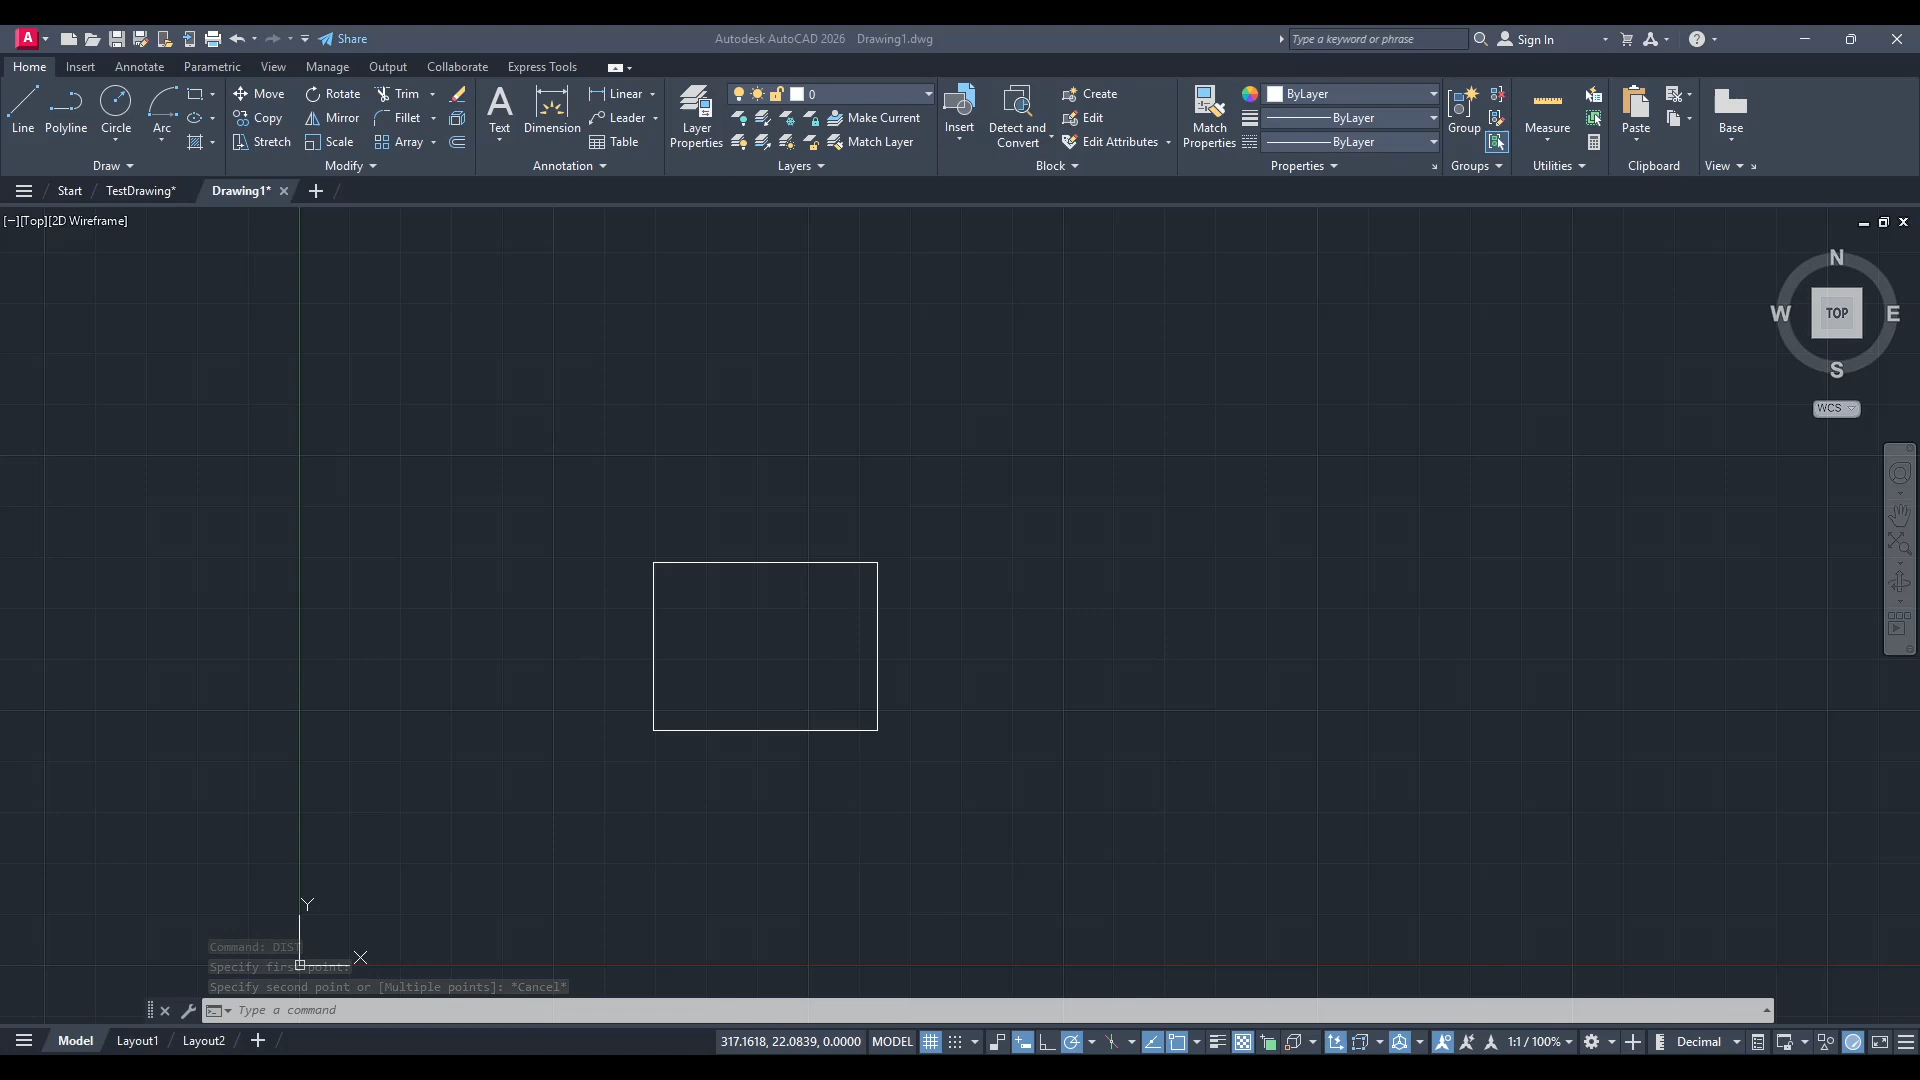 A
Share
Autodesk AutoCAD 2026 Drawing1.dwg
Type a keyword or phrase
Sign In
?
Home Insert Annotate Parametric View Manage Output Collaborate Express Tools
Line Polyline Circle Arc
Move Rotate Trim
Copy Mirror Fillet
Stretch Scale Array
A Text Dimension
Linear
Leader
Table
Layer Properties
0
Make Current
Match Layer
Insert Detect and Convert
Create
Edit
Edit Attributes
Match Properties
ByLayer
ByLayer
ByLayer
Group Measure Paste Base
Draw Modify Annotation Layers Block Properties Groups Utilities Clipboard View
Start TestDrawing* Drawing1*
[−][Top][2D Wireframe]
N
W TOP E
S
WCS
Y
X
Command: DIST
Specify first point:
Specify second point or [Multiple points]: *Cancel*
Type a command
Model Layout1 Layout2
317.1618, 22.0839, 0.0000 MODEL
1:1 / 100%
Decimal